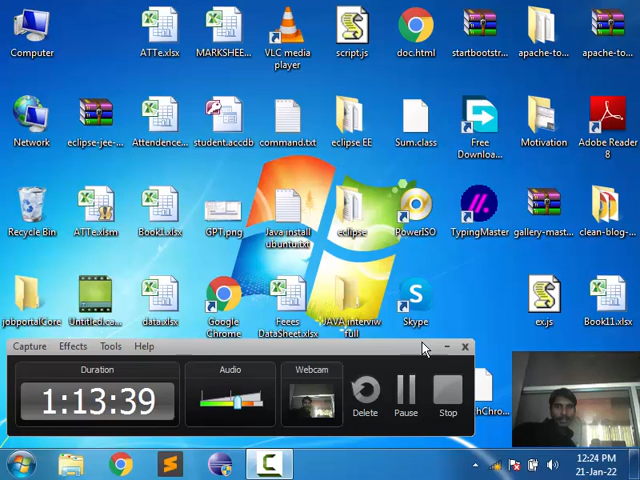 Computer
ATTe.xlsx
MARKSHEE...
VLC media
player
script.js
doc.html
startbootstr...
apache-to...
apache-to...
Network
eclipse-jee-...
Attendence...
student.accdb
command.txt
eclipse EE
Sum.class
Free
Downloa...
Motivation
Adobe Reader
8
Recycle Bin
ATTe.xlsm
Book1.xlsx
GPT.png
Java install
ubuntu.txt
eclipse
PowerISO
TypingMaster
gallery-mast...
clean-blog-...
jobportalCore
Untitled.ca...
data.xlsx
Google
Chrome
Feees
DataSheet.xlsx
JAVA interviw
full
Skype
ex.js
Book11.xlsx
Capture
Effects
Tools
Help
Duration
Audio
Webcam
1:13:39
Delete
Pause
Stop
12:24 PM
21-Jan-22